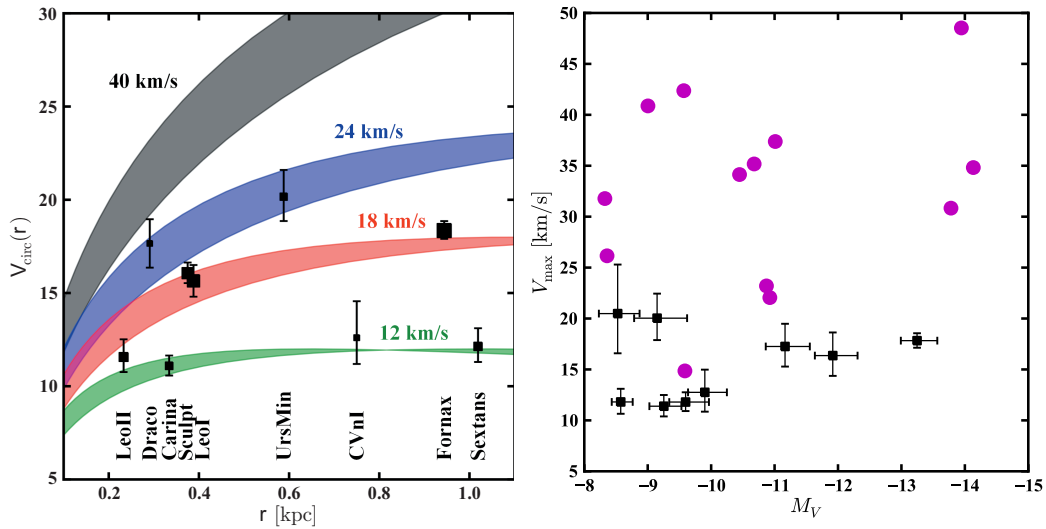 30
25
20
15
10
5
V_circ(r)
40 km/s
24 km/s
18 km/s
12 km/s
LeoII
Draco
Carina
Sculpt
LeoI
UrsMin
CVnI
Fornax
Sextans
0.2 0.4 0.6 0.8 1.0
r [kpc]
50
45
40
35
30
25
20
15
10
5
V_max [km/s]
−8 −9 −10 −11 −12 −13 −14 −15
M_V